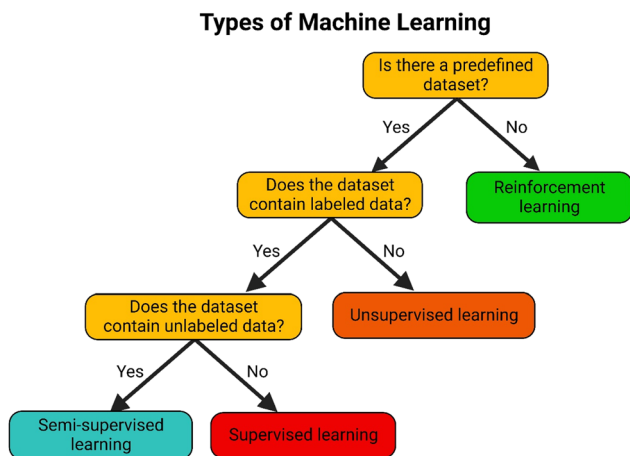 Types of Machine Learning
Is there a predefined
dataset?
Yes
No
Does the dataset
contain labeled data?
Reinforcement
learning
Yes
No
Does the dataset
contain unlabeled data?
Unsupervised learning
Yes
No
Semi-supervised
learning
Supervised learning